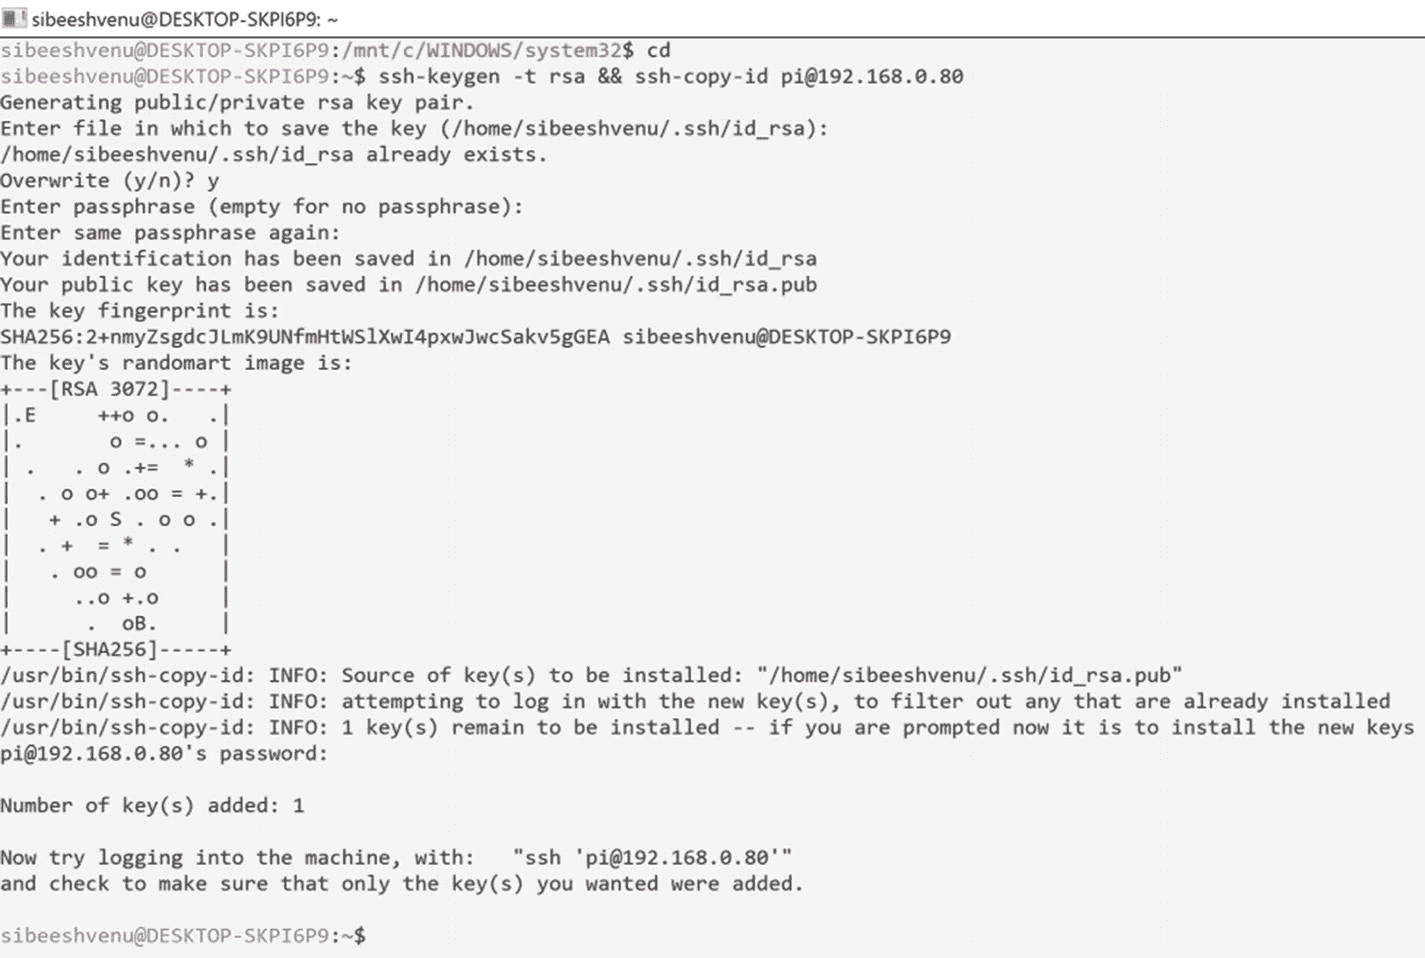 sibeeshvenu@DESKTOP-SKPI6P9: ~
sibeeshvenu@DESKTOP-SKPI6P9:/mnt/c/WINDOWS/system32$ cd
sibeeshvenu@DESKTOP-SKPI6P9:~$ ssh-keygen -t rsa && ssh-copy-id pi@192.168.0.80
Generating public/private rsa key pair.
Enter file in which to save the key (/home/sibeeshvenu/.ssh/id_rsa):
/home/sibeeshvenu/.ssh/id_rsa already exists.
Overwrite (y/n)? y
Enter passphrase (empty for no passphrase):
Enter same passphrase again:
Your identification has been saved in /home/sibeeshvenu/.ssh/id_rsa
Your public key has been saved in /home/sibeeshvenu/.ssh/id_rsa.pub
The key fingerprint is:
SHA256:2+nmyZsgdcJLmK9UNfmHtWSlXwI4pxwJwcSakv5gGEA sibeeshvenu@DESKTOP-SKPI6P9
The key's randomart image is:
+---[RSA 3072]----+
|.E     ++o o.   .|
|.       o =... o |
| .   . o .+=  * .|
|  . o o+ .oo = +.|
|   + .o S . o o .|
|  . +  = * . .   |
|   . oo = o      |
|     ..o +.o     |
|      .  oB.     |
+----[SHA256]-----+
/usr/bin/ssh-copy-id: INFO: Source of key(s) to be installed: "/home/sibeeshvenu/.ssh/id_rsa.pub"
/usr/bin/ssh-copy-id: INFO: attempting to log in with the new key(s), to filter out any that are already installed
/usr/bin/ssh-copy-id: INFO: 1 key(s) remain to be installed -- if you are prompted now it is to install the new keys
pi@192.168.0.80's password:
Number of key(s) added: 1
Now try logging into the machine, with:   "ssh 'pi@192.168.0.80'"
and check to make sure that only the key(s) you wanted were added.
sibeeshvenu@DESKTOP-SKPI6P9:~$